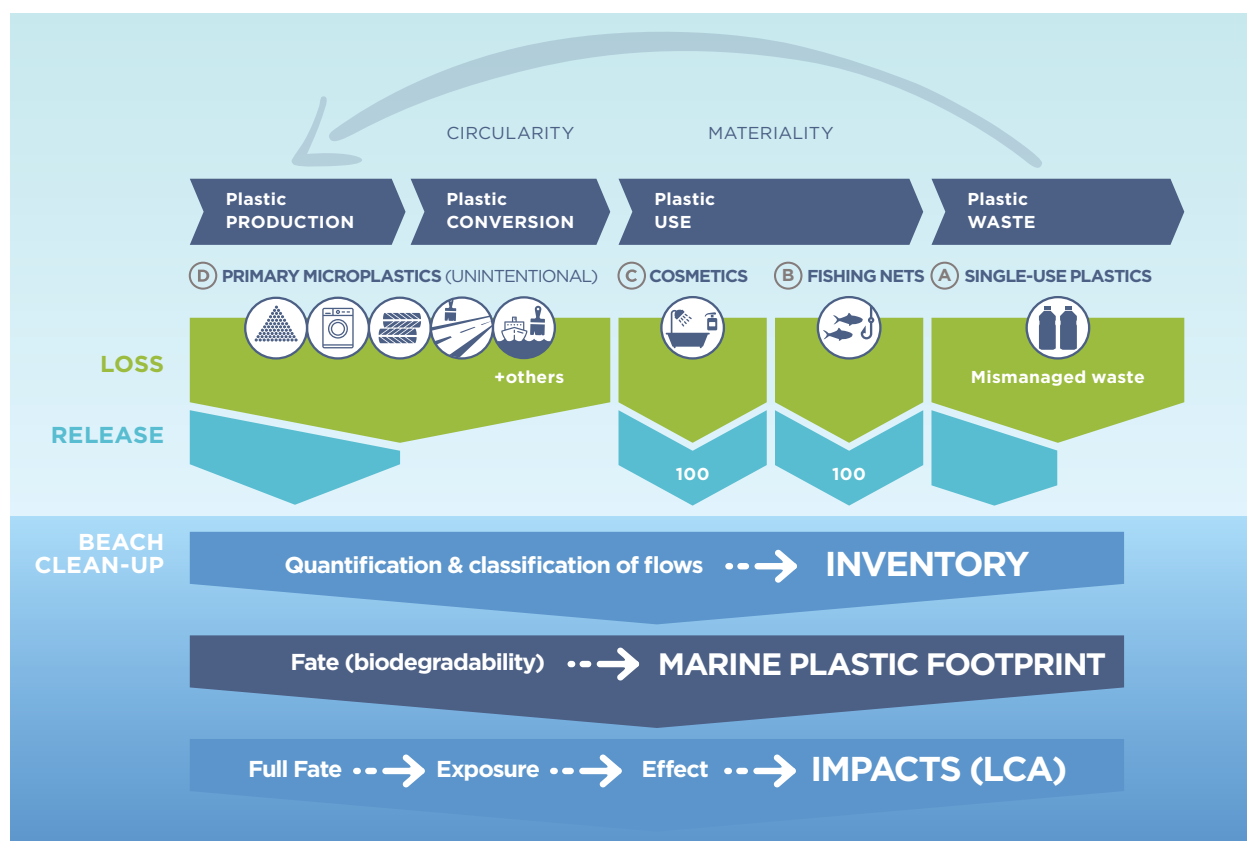 CIRCULARITY
MATERIALITY
Plastic
PRODUCTION
Plastic
CONVERSION
Plastic
USE
Plastic
WASTE
D PRIMARY MICROPLASTICS (UNINTENTIONAL)
C COSMETICS
B FISHING NETS
A SINGLE-USE PLASTICS
LOSS
+others
Mismanaged waste
RELEASE
100
100
BEACH
CLEAN-UP
Quantification & classification of flows
INVENTORY
Fate (biodegradability)
MARINE PLASTIC FOOTPRINT
Full Fate
Exposure
Effect
IMPACTS (LCA)